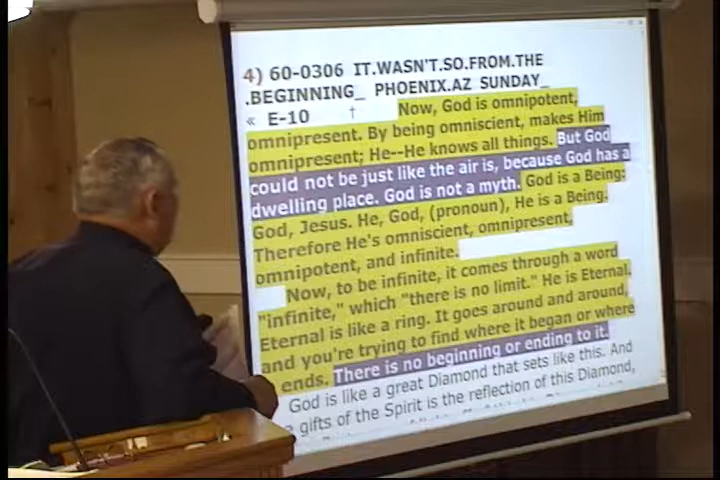 4) 60-0306 IT.WASN'T.SO.FROM.THE
.BEGINNING_ PHOENIX.AZ SUNDAY_
« E-10 † Now, God is omnipotent,
omnipresent. By being omniscient, makes Him
omnipresent; He--He knows all things. But God
could not be just like the air is, because God has a
dwelling place. God is not a myth. God is a Being:
God, Jesus. He, God, (pronoun), He is a Being.
Therefore He's omniscient, omnipresent,
omnipotent, and infinite.
Now, to be infinite, it comes through a word
"infinite," which "there is no limit." He is Eternal.
Eternal is like a ring. It goes around and around,
and you're trying to find where it began or where
ends. There is no beginning or ending to it.
God is like a great Diamond that sets like this. And
gifts of the Spirit is the reflection of this Diamond,